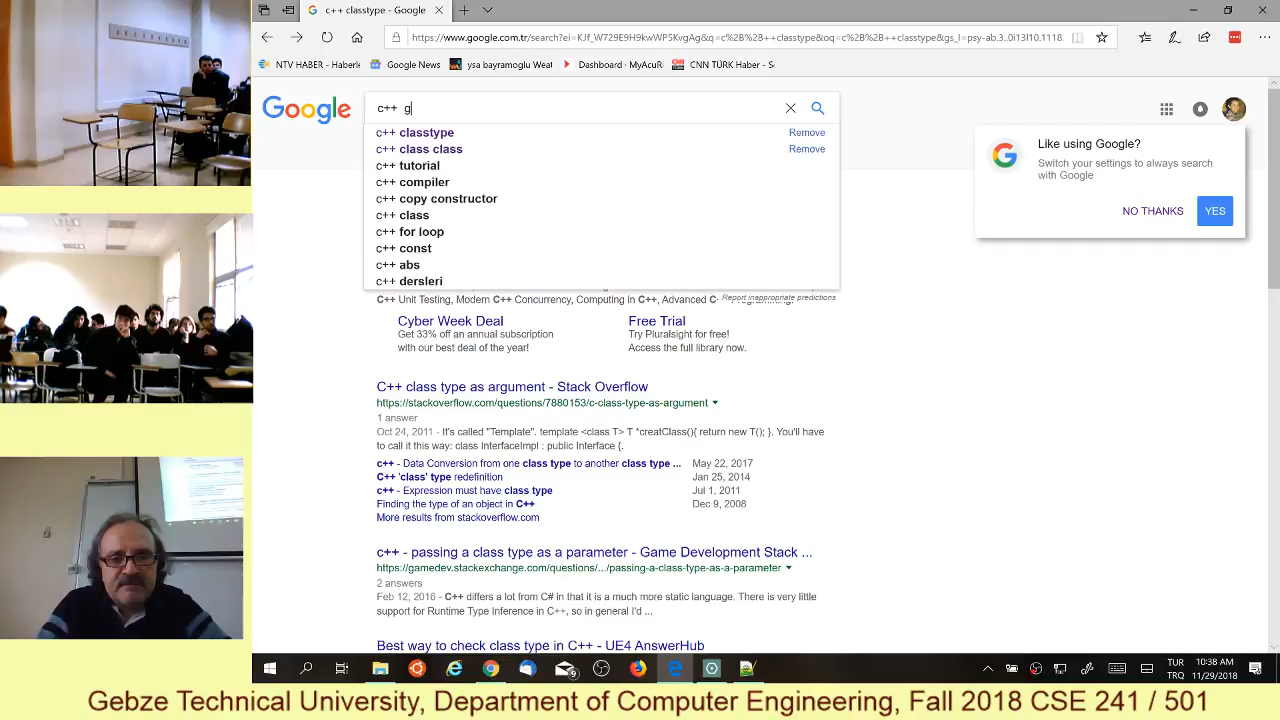 C++ classtype - Goog
https://www.google.com.tr/search?ei=KJf_W729E9H9kwWP5KvgAg&q=c%2B%2B++classtype&oq=c%2B%2B++classtype&gs_l=psy-ab.3..0i13l10.1118
NTV HABER - Haberle
Google News
ysa bayramoglu Weat
Dashboard · WyAcuRi
CNN TÜRK Haber - So
Google
c++ g
c++ classtype Remove
c++ class class Remove
c++ tutorial
c++ compiler
c++ copy constructor
c++ class
c++ for loop
c++ const
c++ abs
c++ dersleri
Report inappropriate predictions
Like using Google?
Switch your settings to always search
with Google
NO THANKS
YES
C++ Unit Testing, Modern C++ Concurrency, Computing in C++, Advanced C
Cyber Week Deal
Get 33% off an annual subscription
with our best deal of the year!
Free Trial
Try Pluralsight for free!
Access the full library now.
C++ class type as argument - Stack Overflow
https://stackoverflow.com/questions/7880153/c-class-type-as-argument
1 answer
Oct 24, 2011 - It's called "Template". template <class T> T *creatClass(){ return new T(); }. You'll have
to call it this way: class InterfaceImpl : public Interface {.
c++ - Data Conversion from one class type to another class type ... May 22, 2017
C++ 'class' type redefinition Jan 25, 2014
c++ - Expression must have class type Jul 1, 2011
Finding the type of an object in C++ Dec 9, 2008
More results from stackoverflow.com
c++ - passing a class type as a parameter - Game Development Stack ...
https://gamedev.stackexchange.com/questions/.../passing-a-class-type-as-a-parameter
2 answers
Feb 12, 2016 - C++ differs a lot from C# in that it is a much more static language. There is very little
support for Runtime Type Inference in C++, so in general I'd ...
Best way to check class type in C++ - UE4 AnswerHub
TUR
TRQ
10:38 AM
11/29/2018
Gebze Technical University, Department of Computer Engineering, Fall 2018 CSE 241 / 501